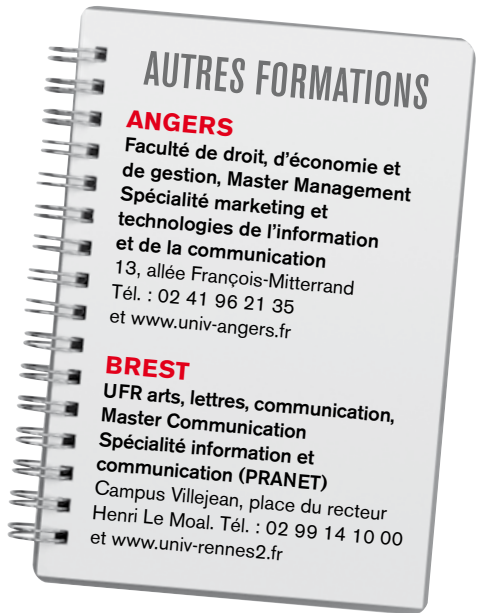 AUTRES FORMATIONS
ANGERS
Faculté de droit, d'économie et
de gestion, Master Management
Spécialité marketing et
technologies de l'information
et de la communication
13, allée François-Mitterrand
Tél. : 02 41 96 21 35
et www.univ-angers.fr
BREST
UFR arts, lettres, communication,
Master Communication
Spécialité information et
communication (PRANET)
Campus Villejean, place du recteur
Henri Le Moal. Tél. : 02 99 14 10 00
et www.univ-rennes2.fr